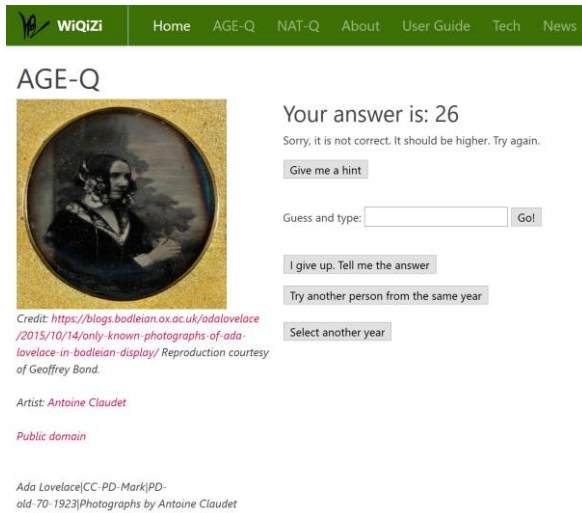 WiQiZi Home AGE-Q NAT-Q About User Guide Tech News
AGE-Q
Your answer is: 26
Sorry, it is not correct. It should be higher. Try again.
Give me a hint
Guess and type: Go!
I give up. Tell me the answer
Try another person from the same year
Select another year
Credit: https://blogs.bodleian.ox.ac.uk/adalovelace
/2015/10/14/only-known-photographs-of-ada-
lovelace-in-bodleian-display/ Reproduction courtesy
of Geoffrey Bond.
Artist: Antoine Claudet
Public domain
Ada Lovelace|CC-PD-Mark|PD-
old-70-1923|Photographs by Antoine Claudet